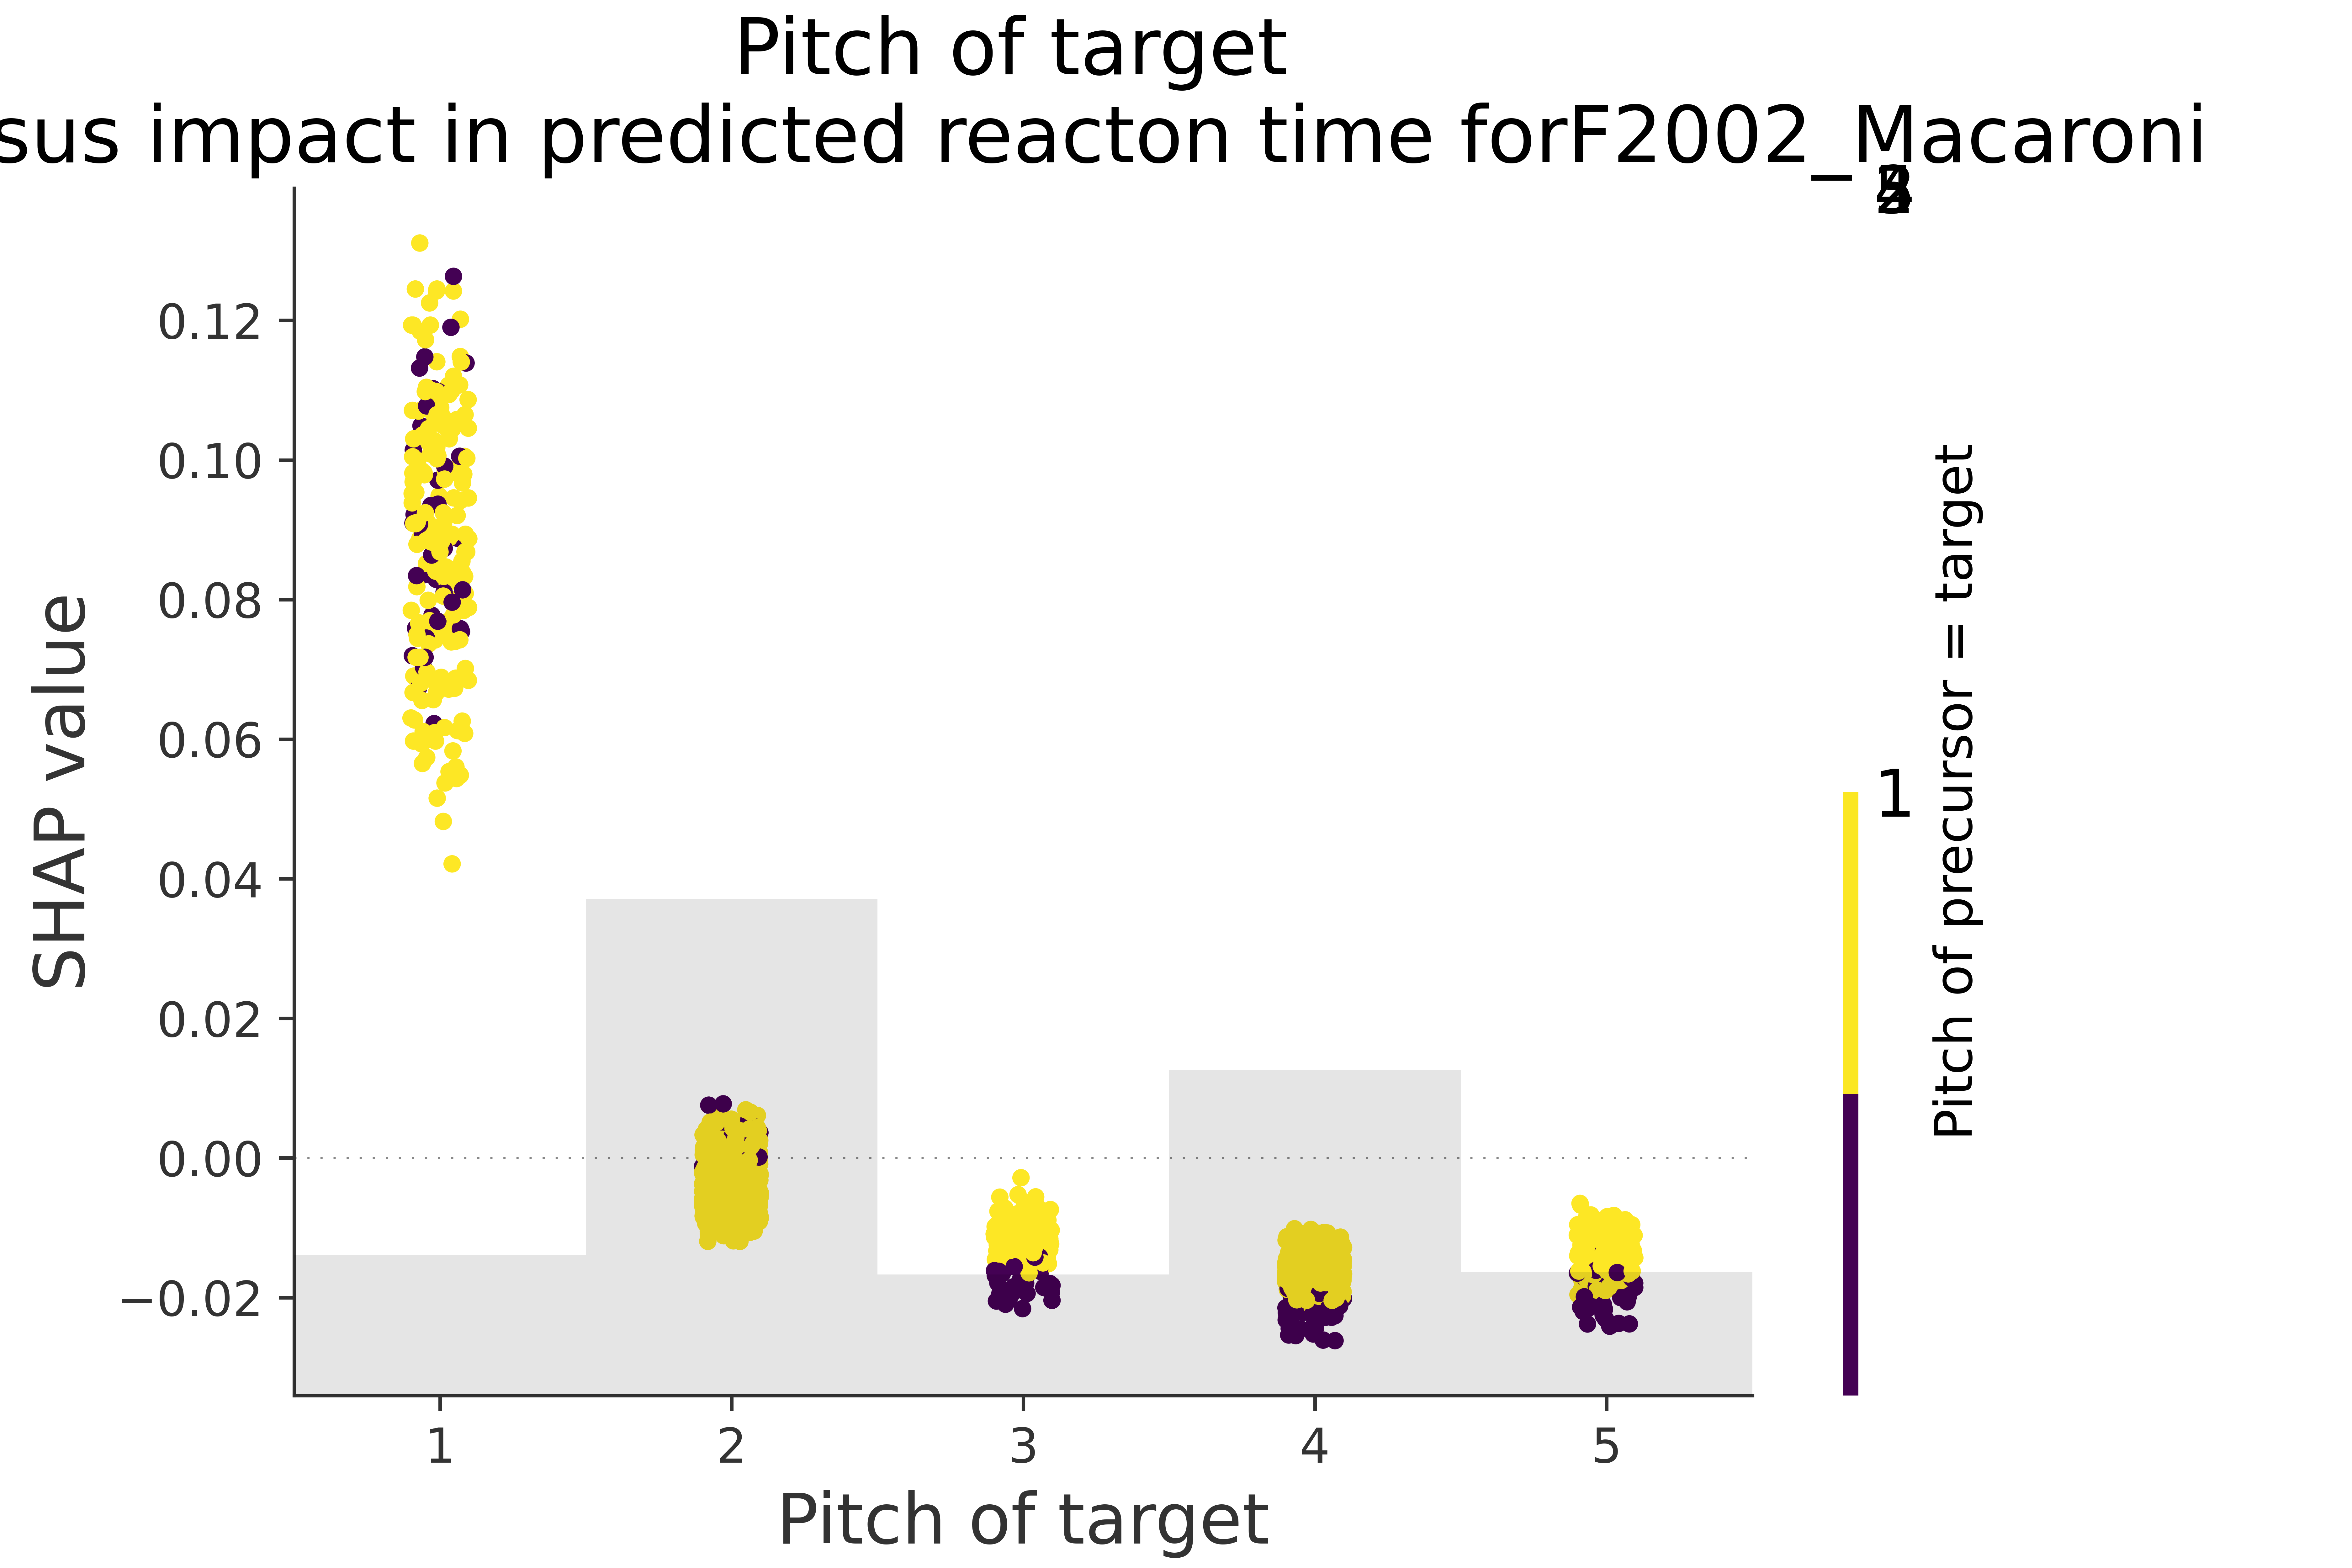 Pitch of target
sus impact in predicted reacton time forF2002_Macaroni
0.12
0.10
0.08
0.06
0.04
0.02
0.00
−0.02
SHAP value
1 2 3 4 5
Pitch of target
1
Pitch of precursor = target